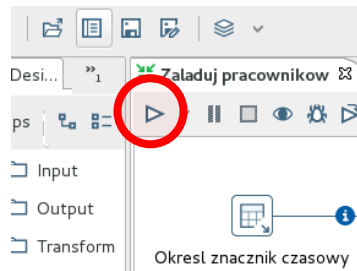 Desi... »1 Zaladuj pracownikow
ps
Input
Output
Transform
Okresl znacznik czasowy